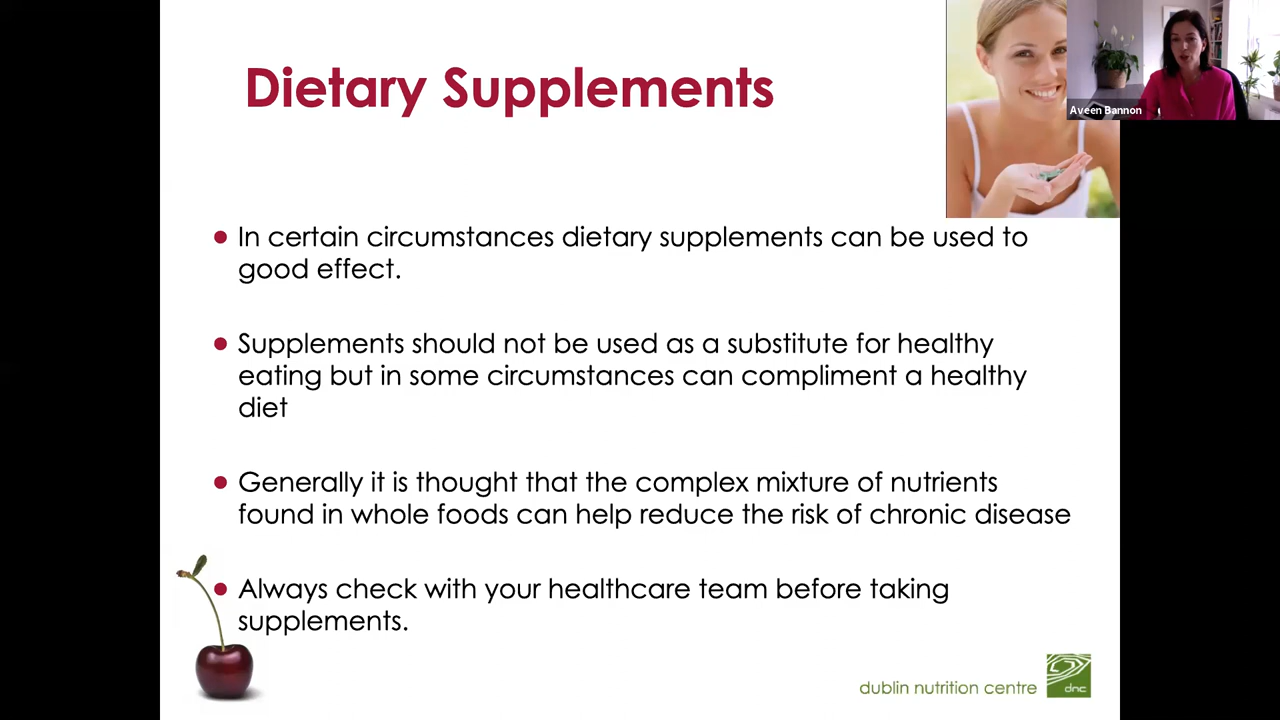 Dietary Supplements
Aveen Bannon
• In certain circumstances dietary supplements can be used to
good effect.
• Supplements should not be used as a substitute for healthy
eating but in some circumstances can compliment a healthy
diet
• Generally it is thought that the complex mixture of nutrients
found in whole foods can help reduce the risk of chronic disease
• Always check with your healthcare team before taking
supplements.
dublin nutrition centre
dnc